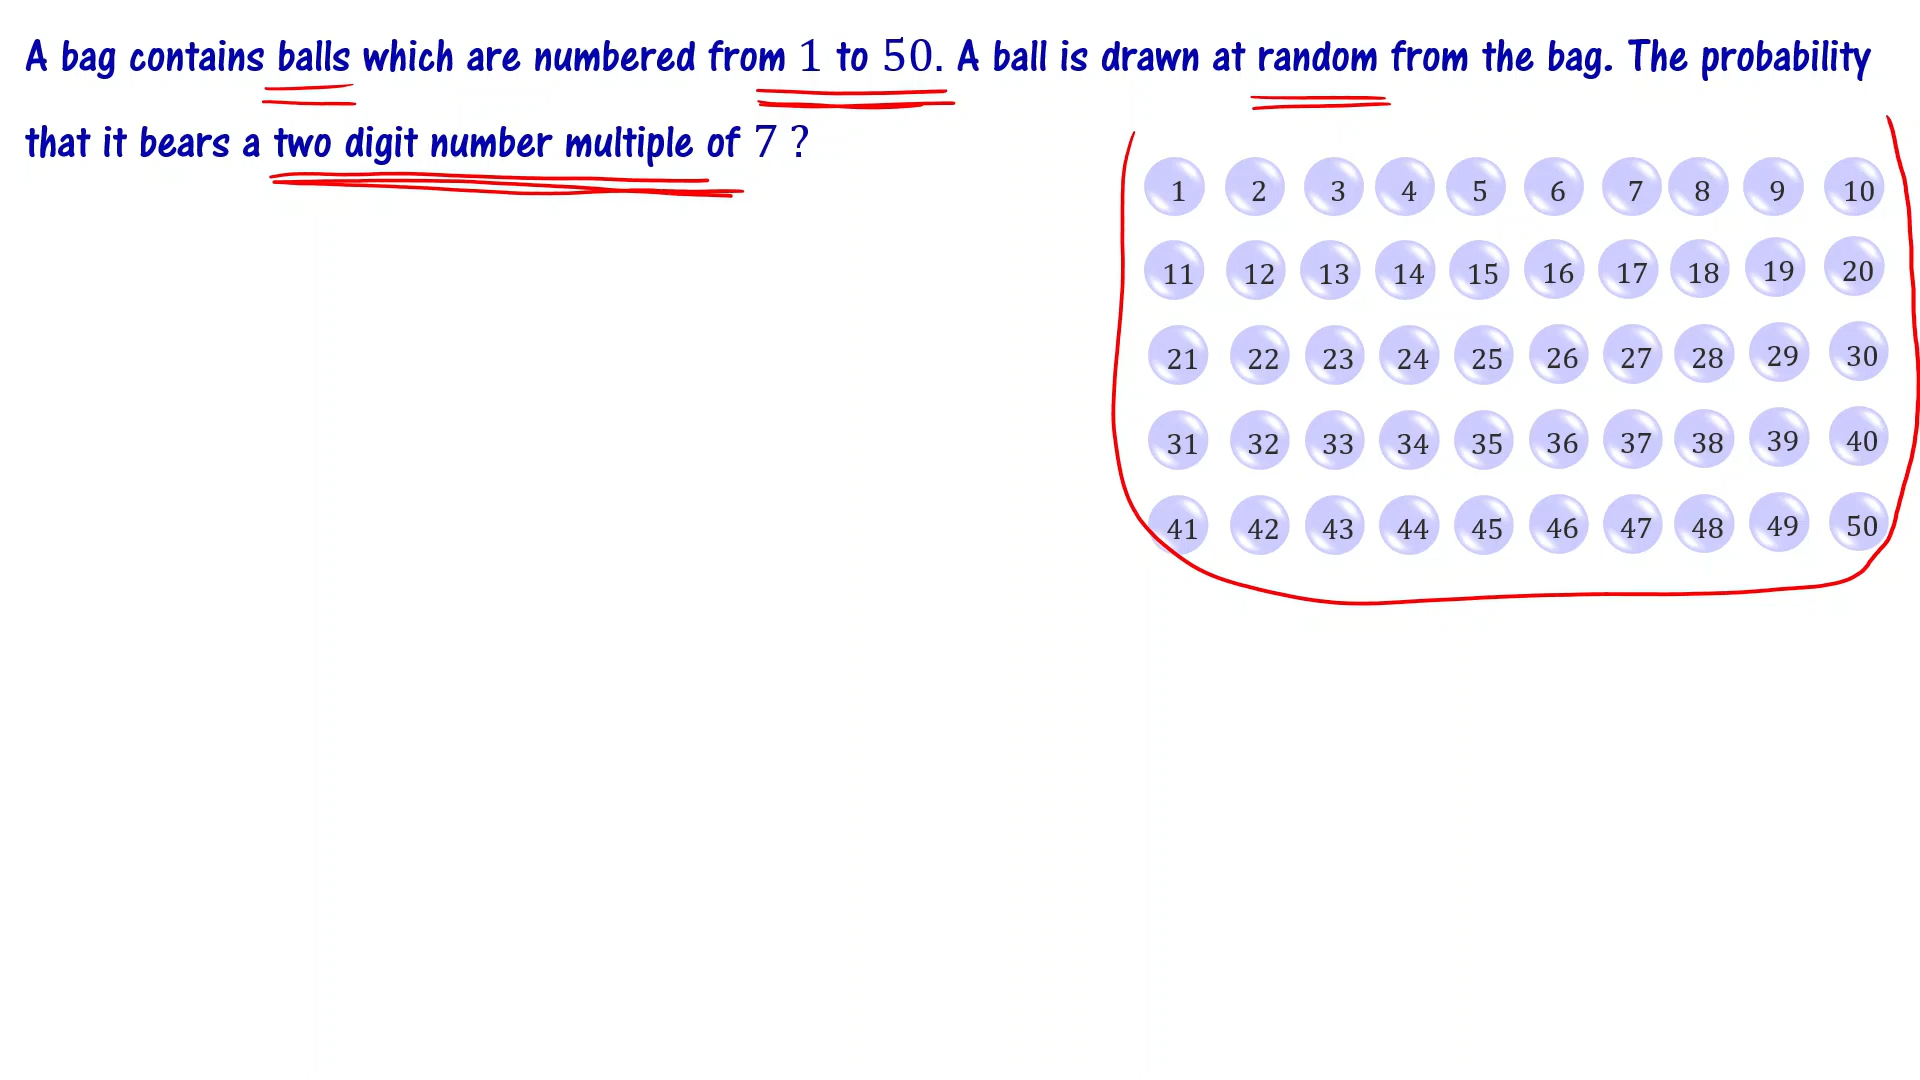 A bag contains balls which are numbered from 1 to 50. A ball is drawn at random from the bag. The probability
that it bears a two digit number multiple of 7 ?
1 2 3 4 5 6 7 8 9 10
11 12 13 14 15 16 17 18 19 20
21 22 23 24 25 26 27 28 29 30
31 32 33 34 35 36 37 38 39 40
41 42 43 44 45 46 47 48 49 50